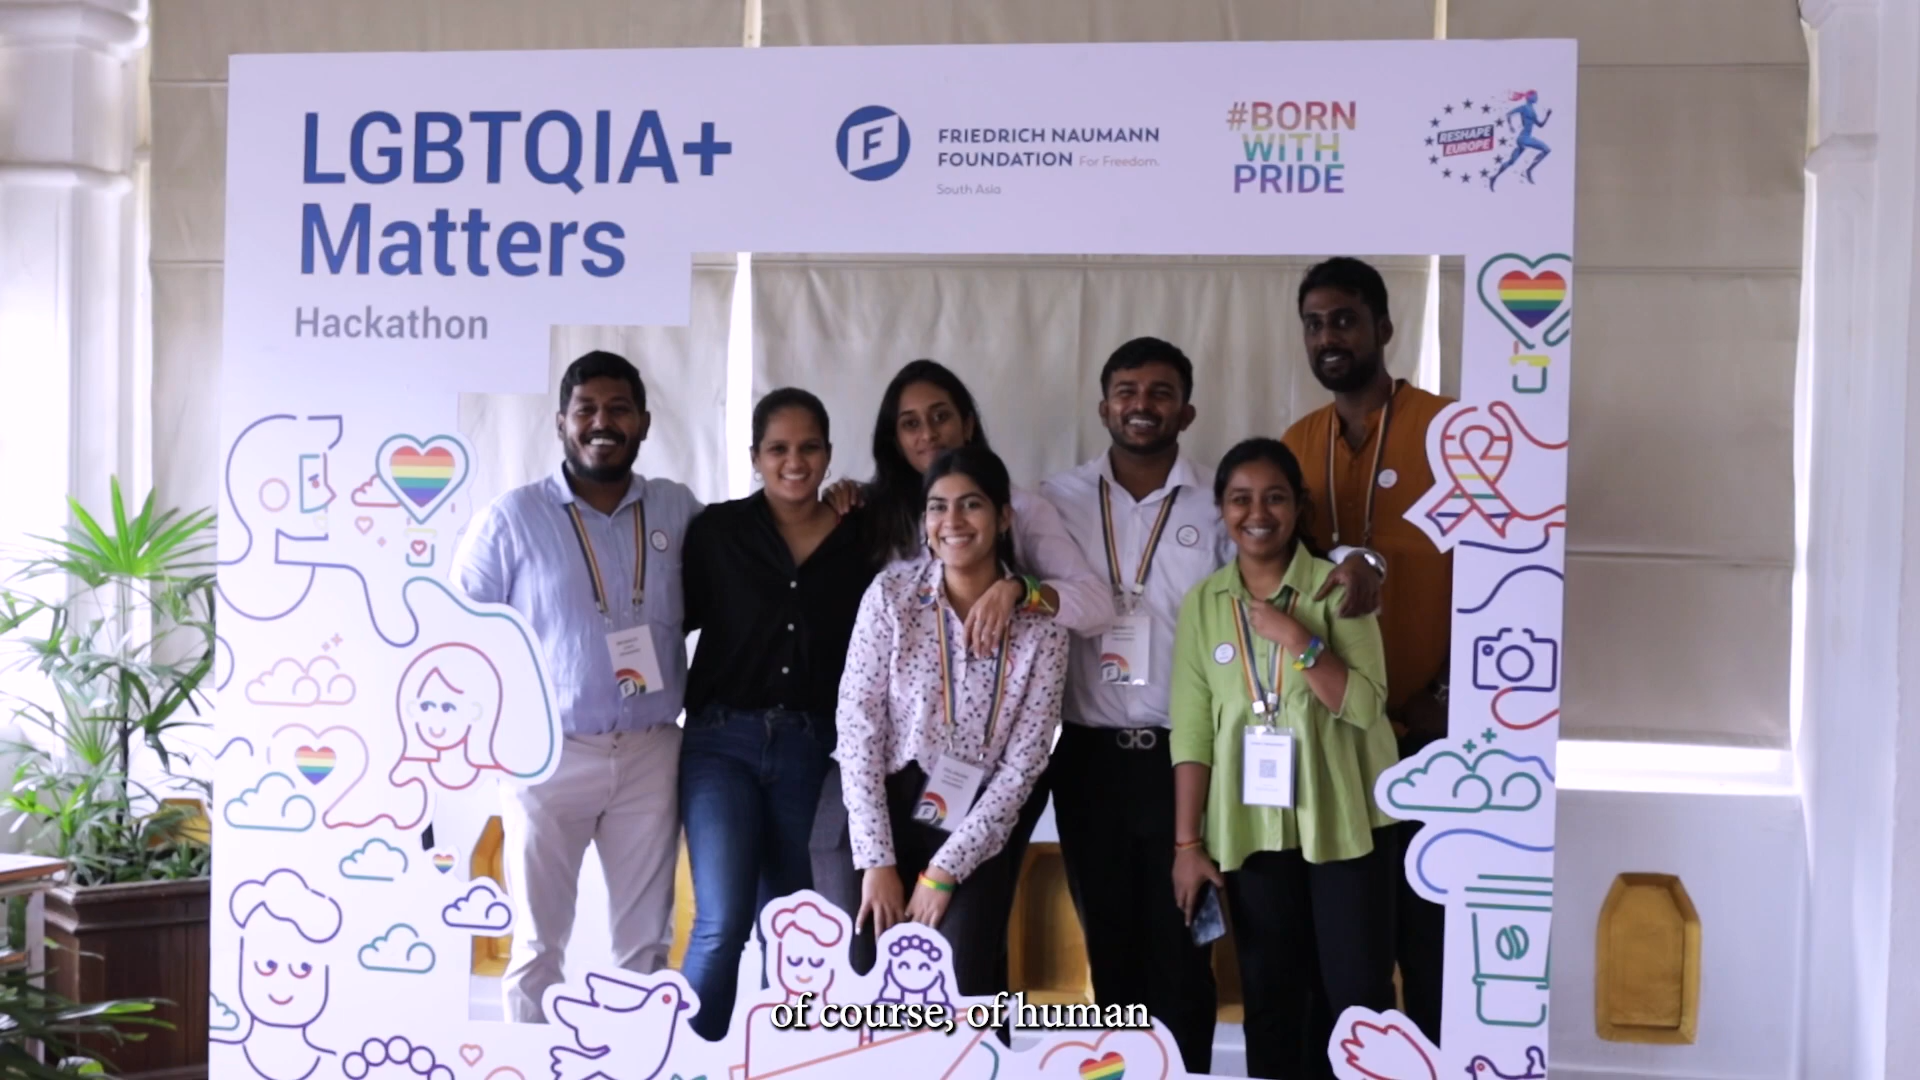 LGBTQIA+
Matters
Hackathon
FRIEDRICH NAUMANN
FOUNDATION For Freedom.
South Asia
#BORN
WITH
PRIDE
RESHAPE
EUROPE
of course, of human